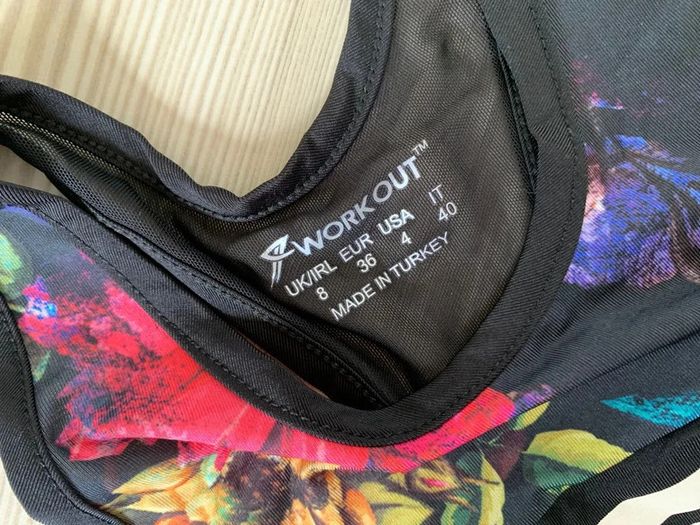 WORKOUT™
UK/IRL EUR USA IT
8 36 4 40
MADE IN TURKEY